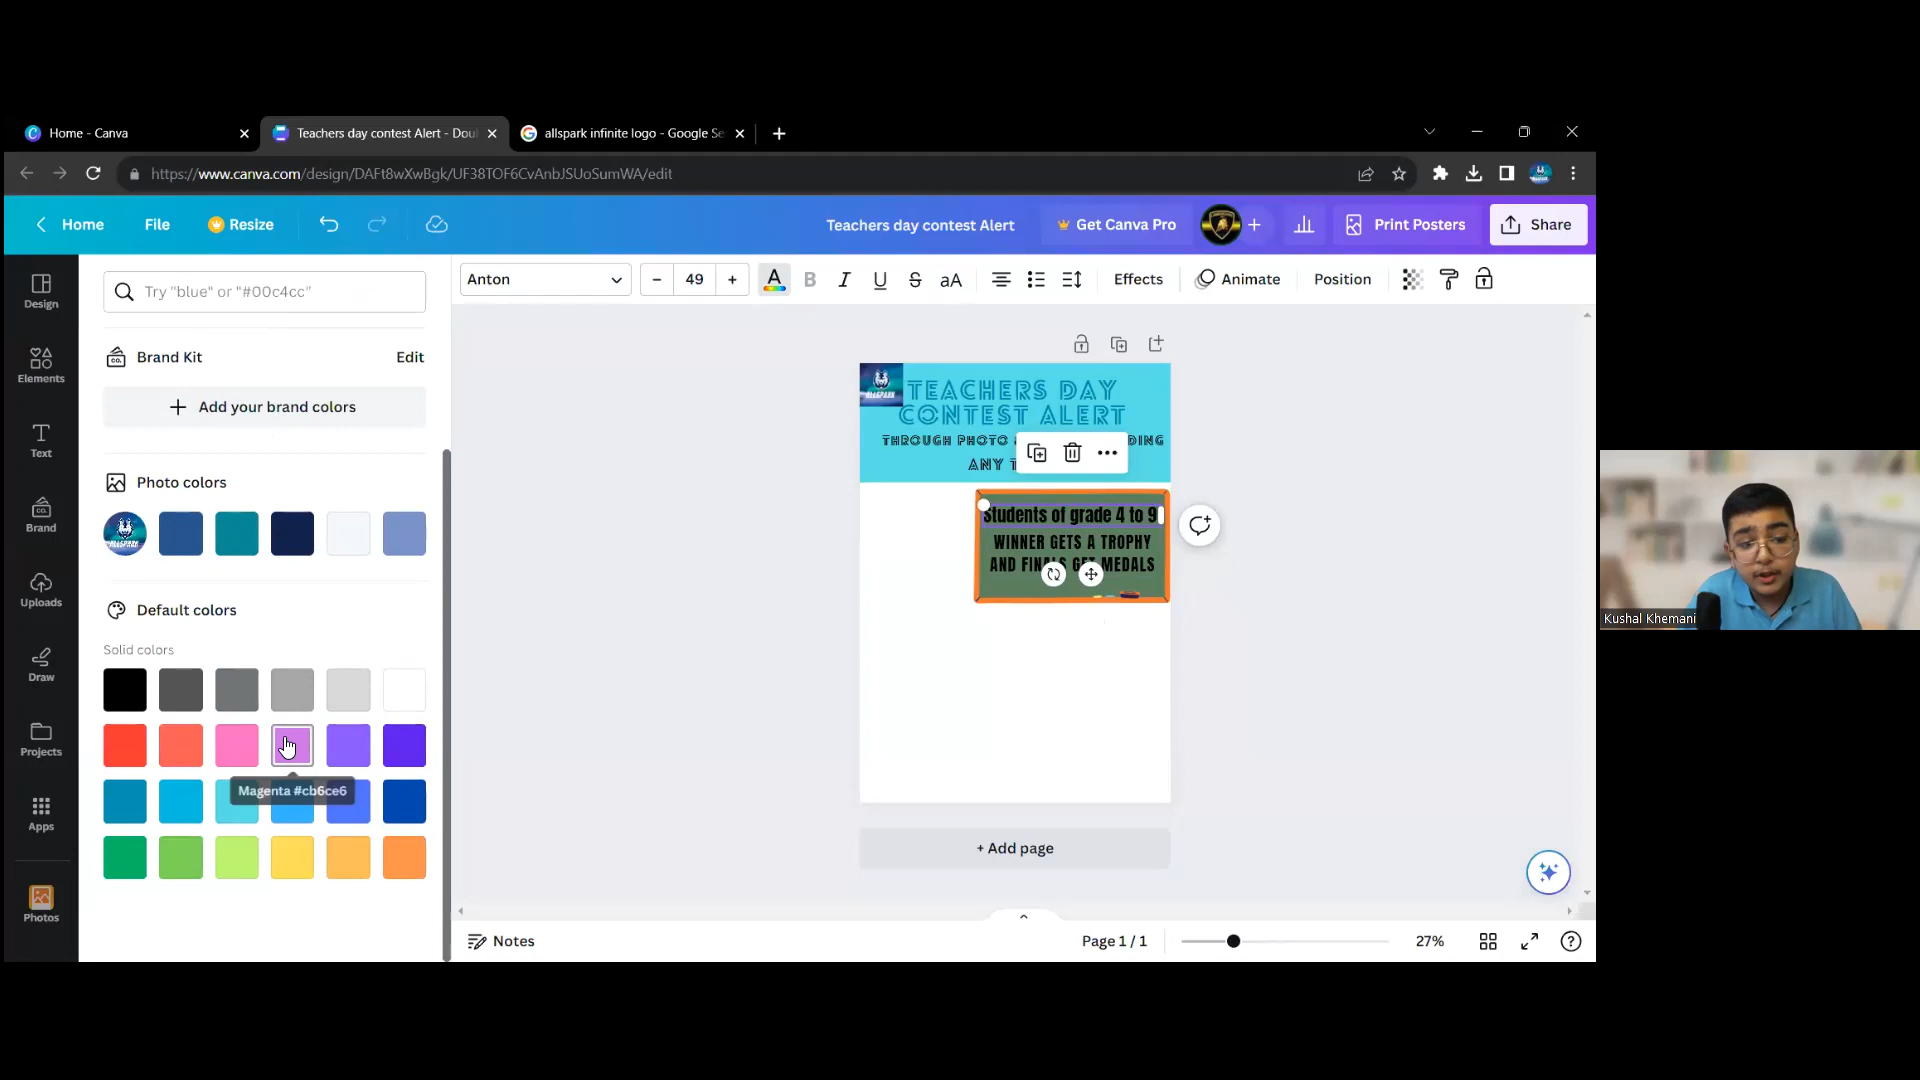 Home - Canva
Teachers day contest Alert - Dou
allspark infinite logo - Google Se
https://www.canva.com/design/DAFt8wXwBgk/UF38TOF6CvAnbJSUoSumWA/edit
Home
File
Resize
Teachers day contest Alert
Get Canva Pro
Print Posters
Share
Design
Elements
Text
Brand
Uploads
Draw
Projects
Apps
Photos
Try "blue" or "#00c4cc"
Brand Kit
Edit
Add your brand colors
Photo colors
Default colors
Solid colors
Magenta #cb6ce6
Anton
49
Effects
Animate
Position
ALLSPARK
TEACHERS DAY
CONTEST ALERT
THROUGH PHOTO
DING
ANY T
Students of grade 4 to 9
WINNER GETS A TROPHY
AND FINALS GET MEDALS
+ Add page
Notes
Page 1 / 1
27%
Kushal Khemani